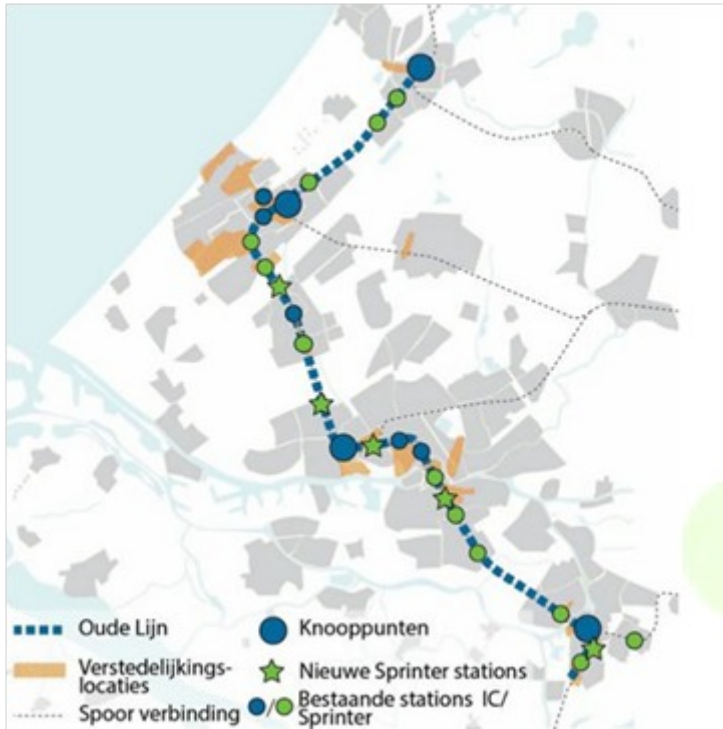 Oude Lijn
Knooppunten
Verstedelijkings-
locaties
Nieuwe Sprinter stations
Spoor verbinding
/
Bestaande stations IC/
Sprinter